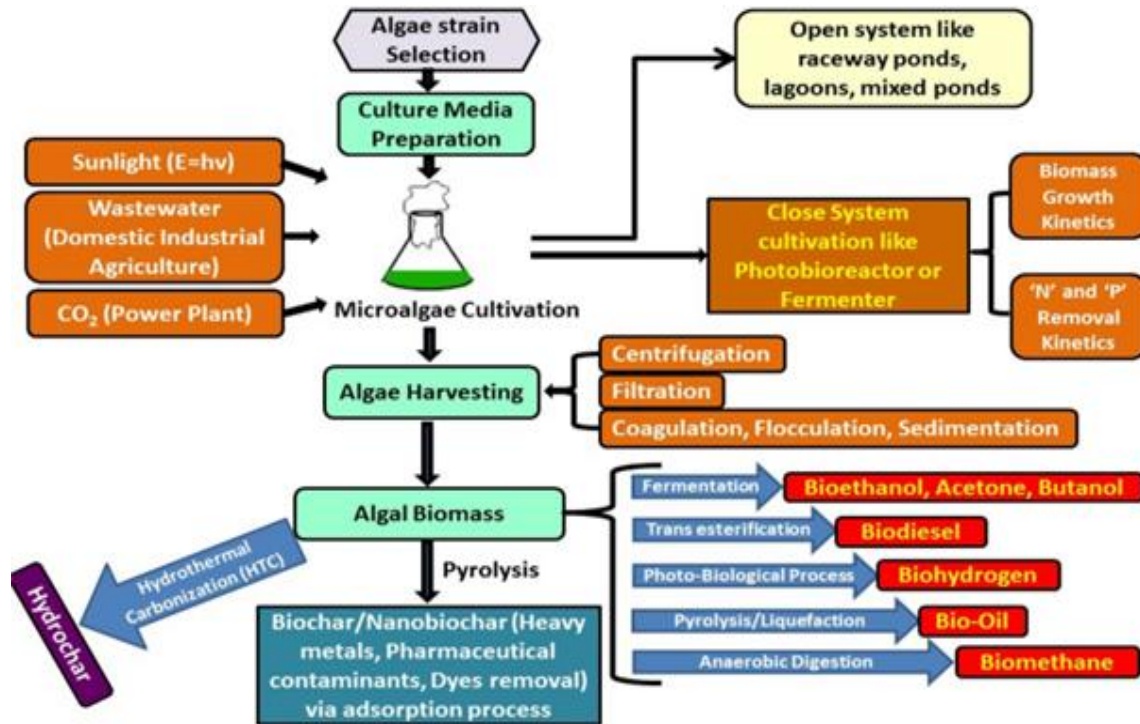 Algae strain
Selection
Culture Media
Preparation
Open system like
raceway ponds,
lagoons, mixed ponds
Sunlight (E=hv)
Wastewater
(Domestic Industrial
Agriculture)
CO₂ (Power Plant)
Microalgae Cultivation
Close System
cultivation like
Photobioreactor or
Fermenter
Biomass
Growth
Kinetics
‘N’ and ‘P’
Removal
Kinetics
Algae Harvesting
Centrifugation
Filtration
Coagulation, Flocculation, Sedimentation
Algal Biomass
Fermentation
Bioethanol, Acetone, Butanol
Trans esterification
Biodiesel
Photo-Biological Process
Biohydrogen
Pyrolysis/Liquefaction
Bio-Oil
Anaerobic Digestion
Biomethane
Hydrothermal
Carbonization (HTC)
Hydrochar
Pyrolysis
Biochar/Nanobiochar (Heavy
metals, Pharmaceutical
contaminants, Dyes removal)
via adsorption process